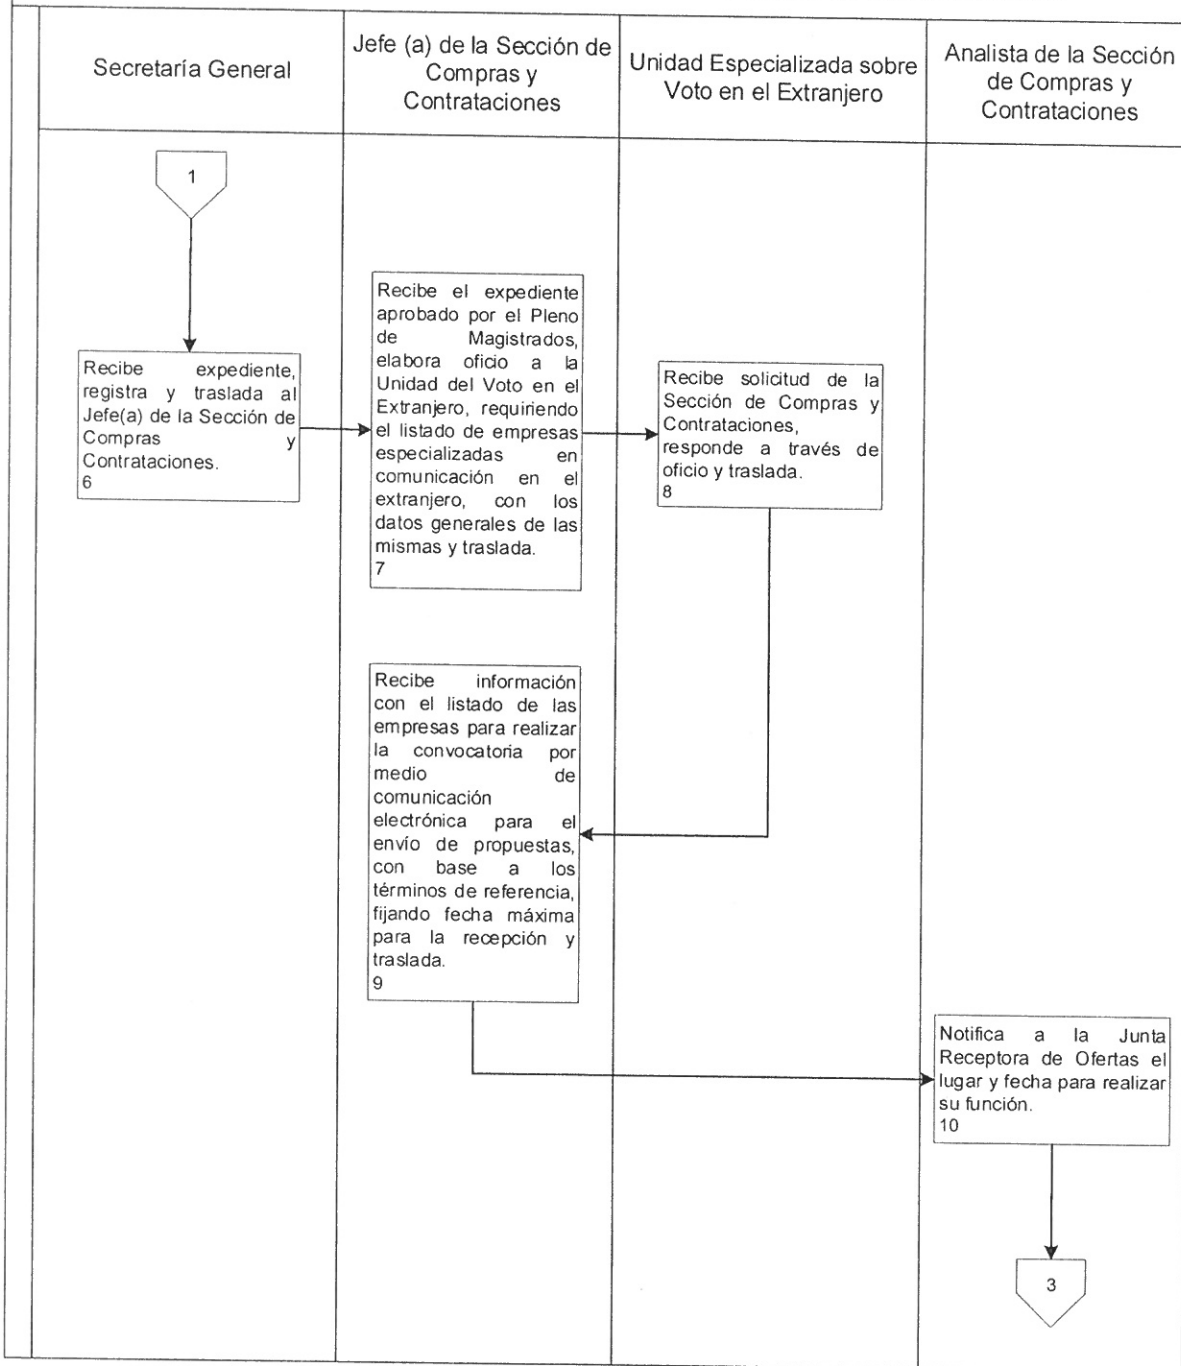 Secretaría General
Jefe (a) de la Sección de
Compras y
Contrataciones
Unidad Especializada sobre
Voto en el Extranjero
Analista de la Sección
de Compras y
Contrataciones
1
Recibe expediente,
registra y traslada al
Jefe(a) de la Sección de
Compras y
Contrataciones.
6
Recibe el expediente
aprobado por el Pleno
de Magistrados,
elabora oficio a la
Unidad del Voto en el
Extranjero, requiriendo
el listado de empresas
especializadas en
comunicación en el
extranjero, con los
datos generales de las
mismas y traslada.
7
Recibe solicitud de la
Sección de Compras y
Contrataciones,
responde a través de
oficio y traslada.
8
Recibe información
con el listado de las
empresas para realizar
la convocatoria por
medio de
comunicación
electrónica para el
envío de propuestas,
con base a los
términos de referencia,
fijando fecha máxima
para la recepción y
traslada.
9
Notifica a la Junta
Receptora de Ofertas el
lugar y fecha para realizar
su función.
10
3